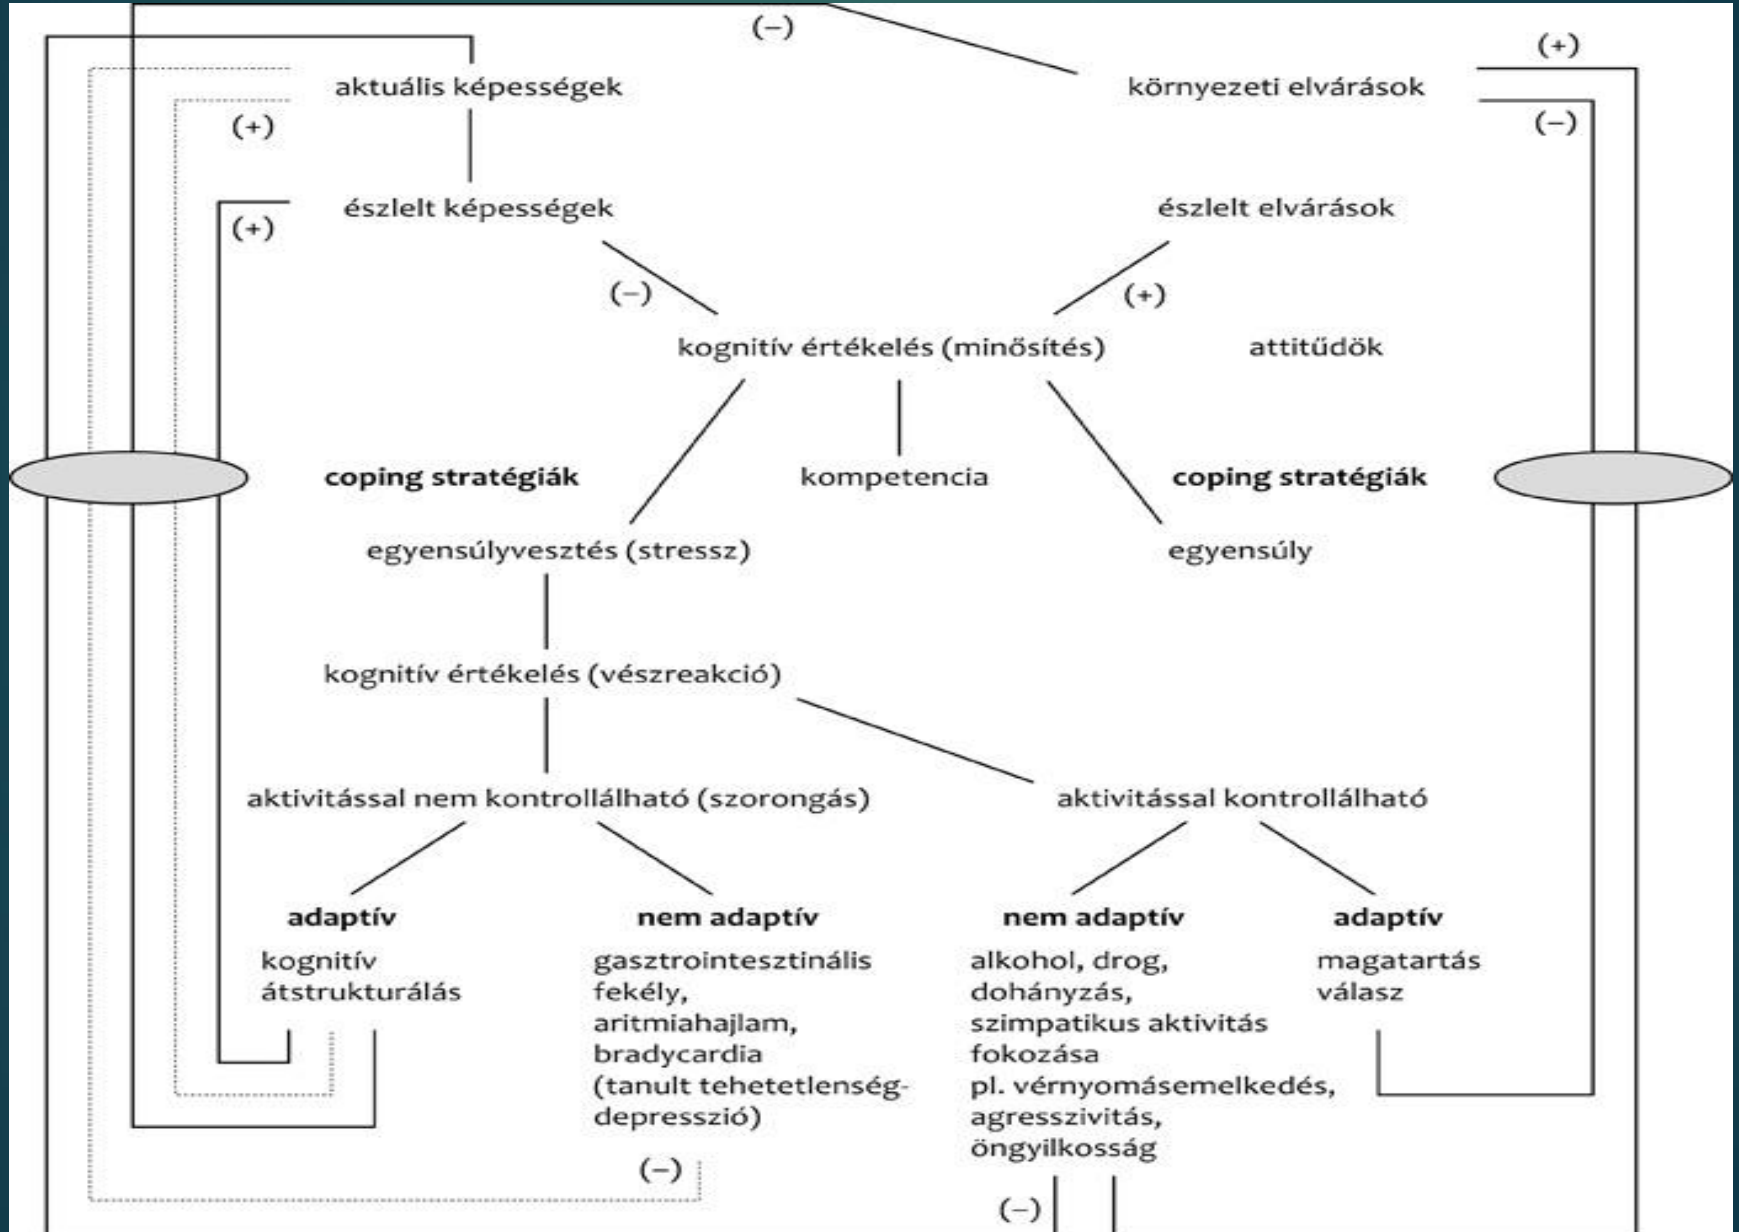 (−)
(+)
aktuális képességek
környezeti elvárások
(+)
(−)
észlelt képességek
észlelt elvárások
(+)
(−)
(+)
kognitív értékelés (minősítés)
attitűdök
coping stratégiák
kompetencia
coping stratégiák
egyensúlyvesztés (stressz)
egyensúly
kognitív értékelés (vészreakció)
aktivitással nem kontrollálható (szorongás)
aktivitással kontrollálható
adaptív
kognitív
átstrukturálás
nem adaptív
gasztrointesztinális
fekély,
aritmiahajlam,
bradycardia
(tanult tehetetlenség-
depresszió)
(−)
nem adaptív
alkohol, drog,
dohányzás,
szimpatikus aktivitás
fokozása
pl. vérnyomásemelkedés,
agresszivitás,
öngyilkosság
(−)
adaptív
magatartás
válasz